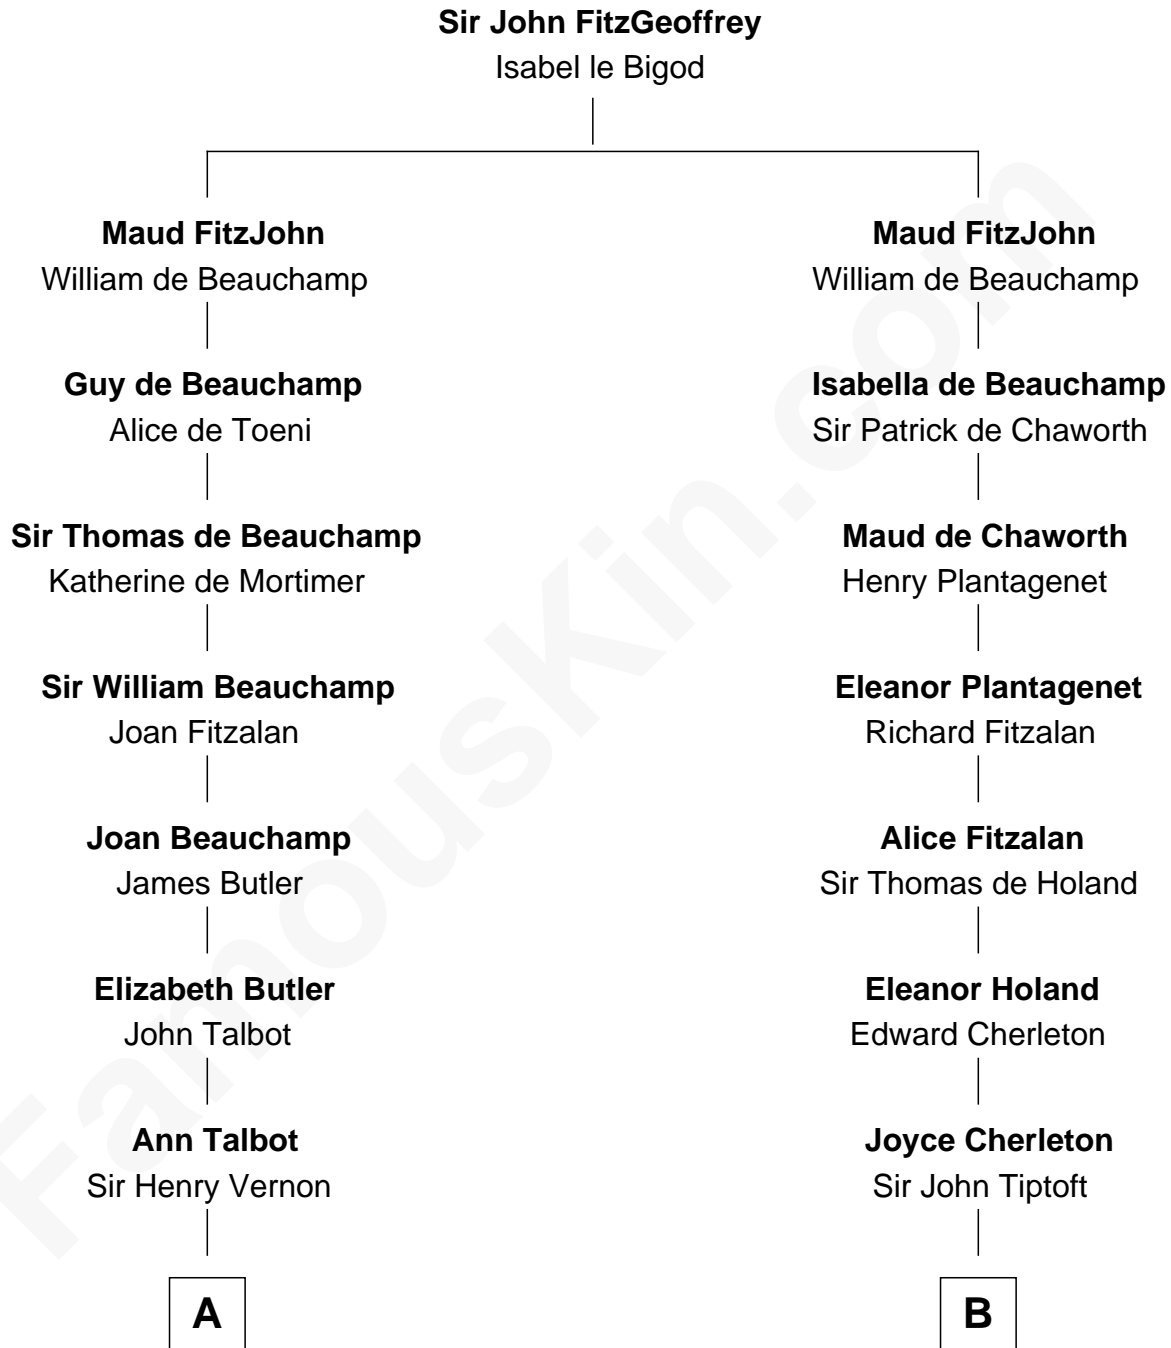 Sir John FitzGeoffrey
Isabel le Bigod
Maud FitzJohn
William de Beauchamp
Maud FitzJohn
William de Beauchamp
Guy de Beauchamp
Alice de Toeni
Isabella de Beauchamp
Sir Patrick de Chaworth
Sir Thomas de Beauchamp
Katherine de Mortimer
Maud de Chaworth
Henry Plantagenet
Sir William Beauchamp
Joan Fitzalan
Eleanor Plantagenet
Richard Fitzalan
Joan Beauchamp
James Butler
Alice Fitzalan
Sir Thomas de Holand
Elizabeth Butler
John Talbot
Eleanor Holand
Edward Cherleton
Ann Talbot
Sir Henry Vernon
Joyce Cherleton
Sir John Tiptoft
A
B
FamousKin.com